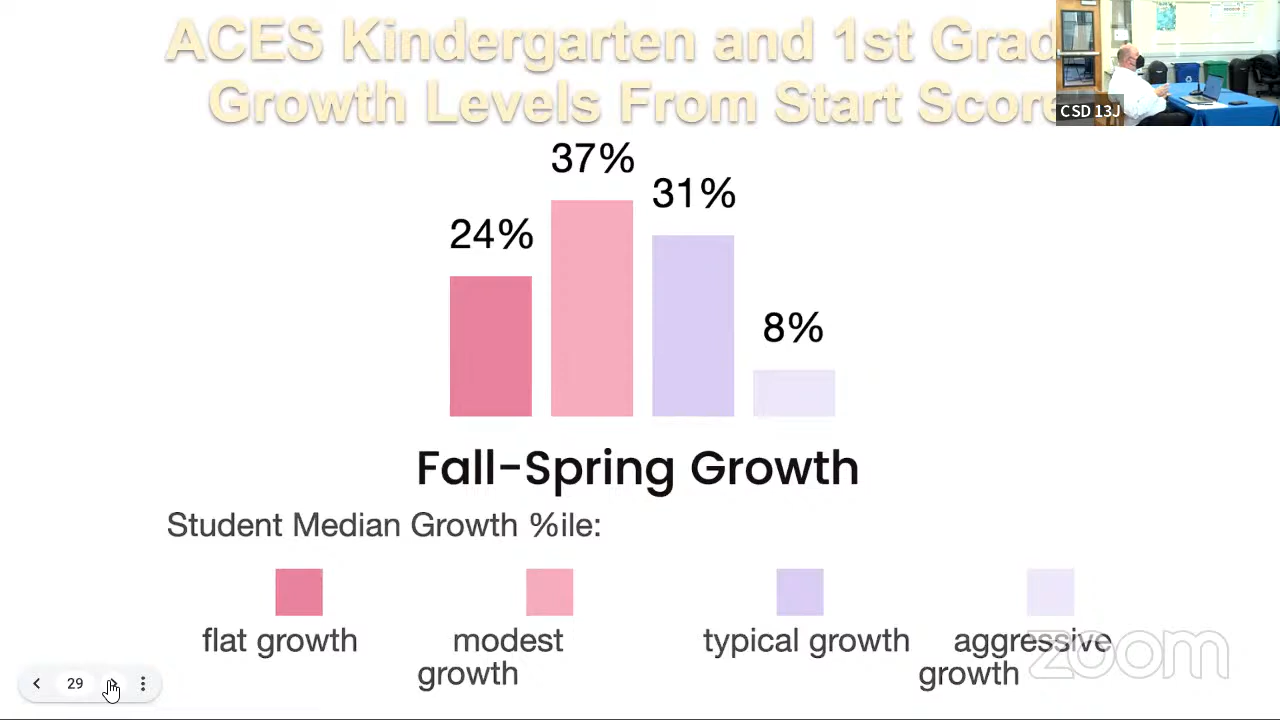 ACES Kindergarten and 1st Grad
Growth Levels From Start Score
CSD 13J
37%
31%
24%
8%
Fall-Spring Growth
Student Median Growth %ile:
flat growth
modest
growth
typical growth
aggressive
growth
zoom
29